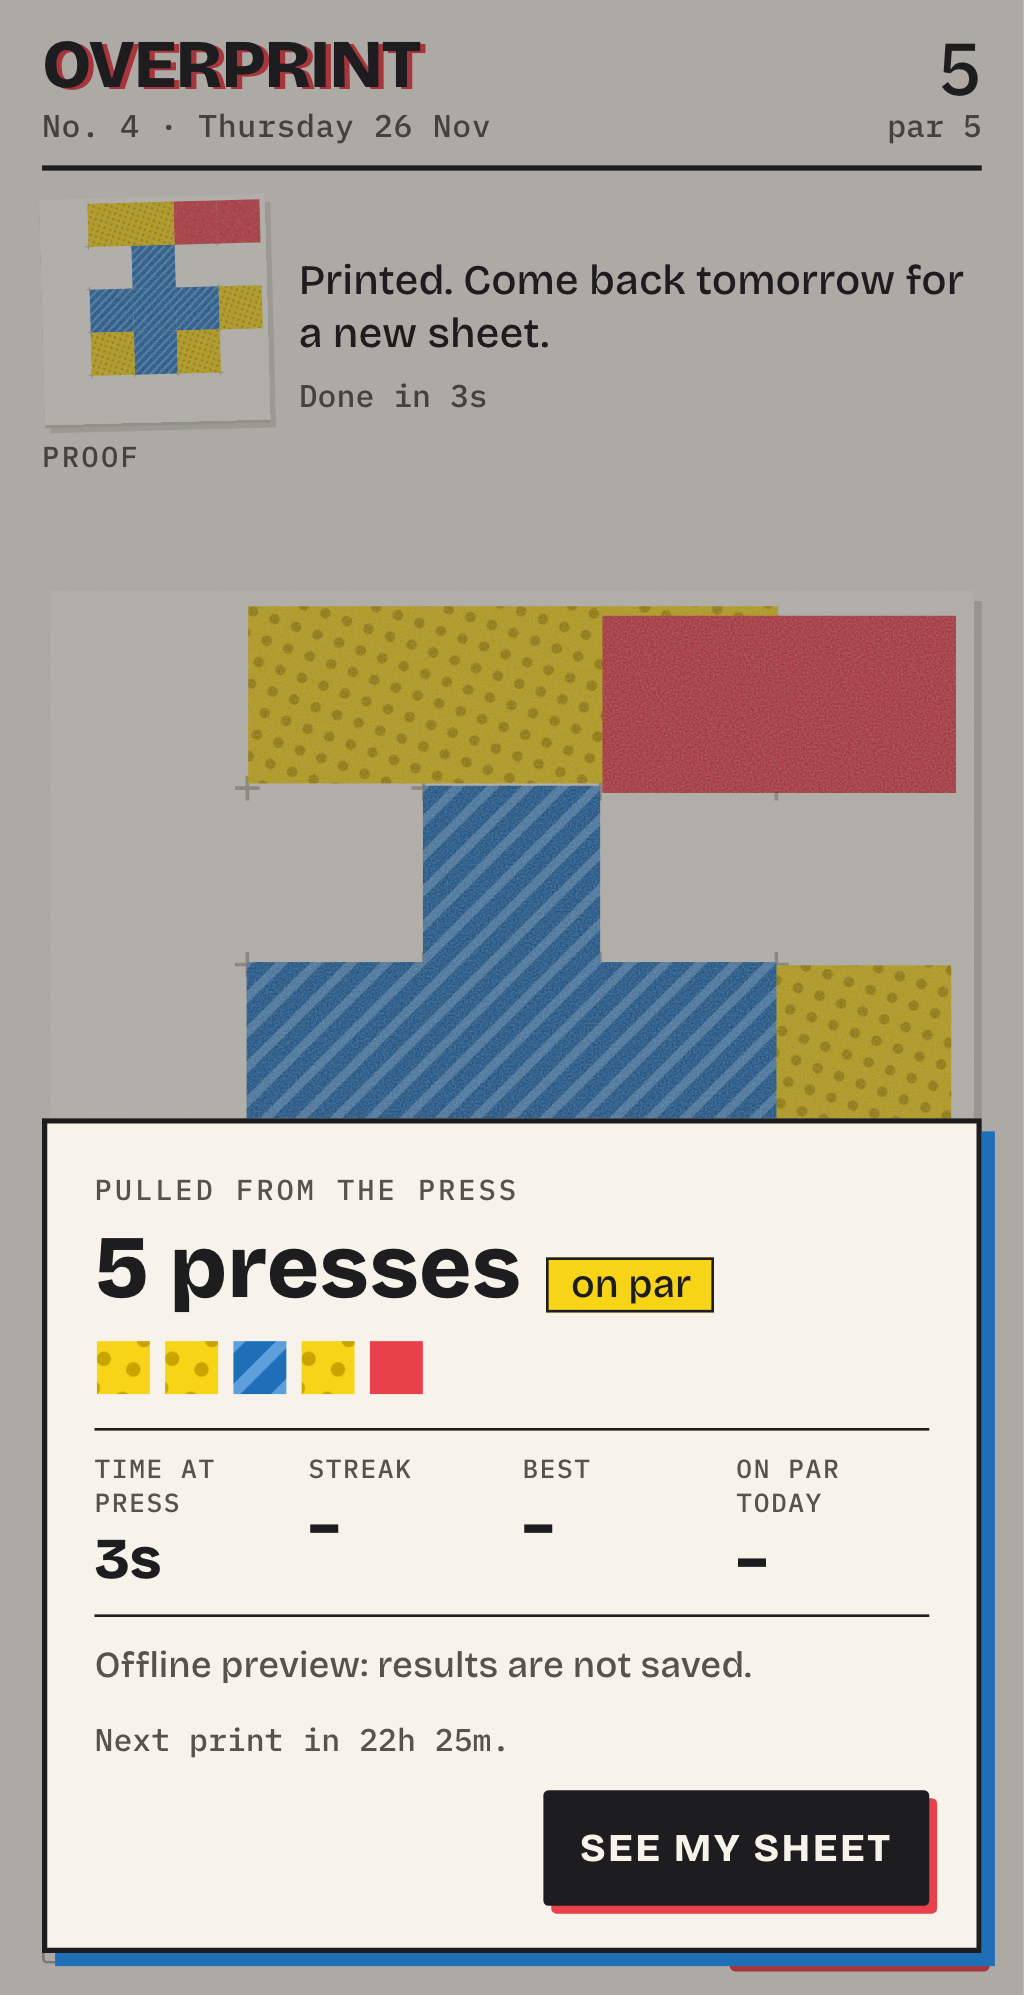 OVERPRINT
5
No. 4 · Thursday 26 Nov
par 5
Printed. Come back tomorrow for
a new sheet.
Done in 3s
PROOF
PULLED FROM THE PRESS
5 presses
on par
TIME AT PRESS
3s
STREAK
–
BEST
–
ON PAR TODAY
–
Offline preview: results are not saved.
Next print in 22h 25m.
SEE MY SHEET